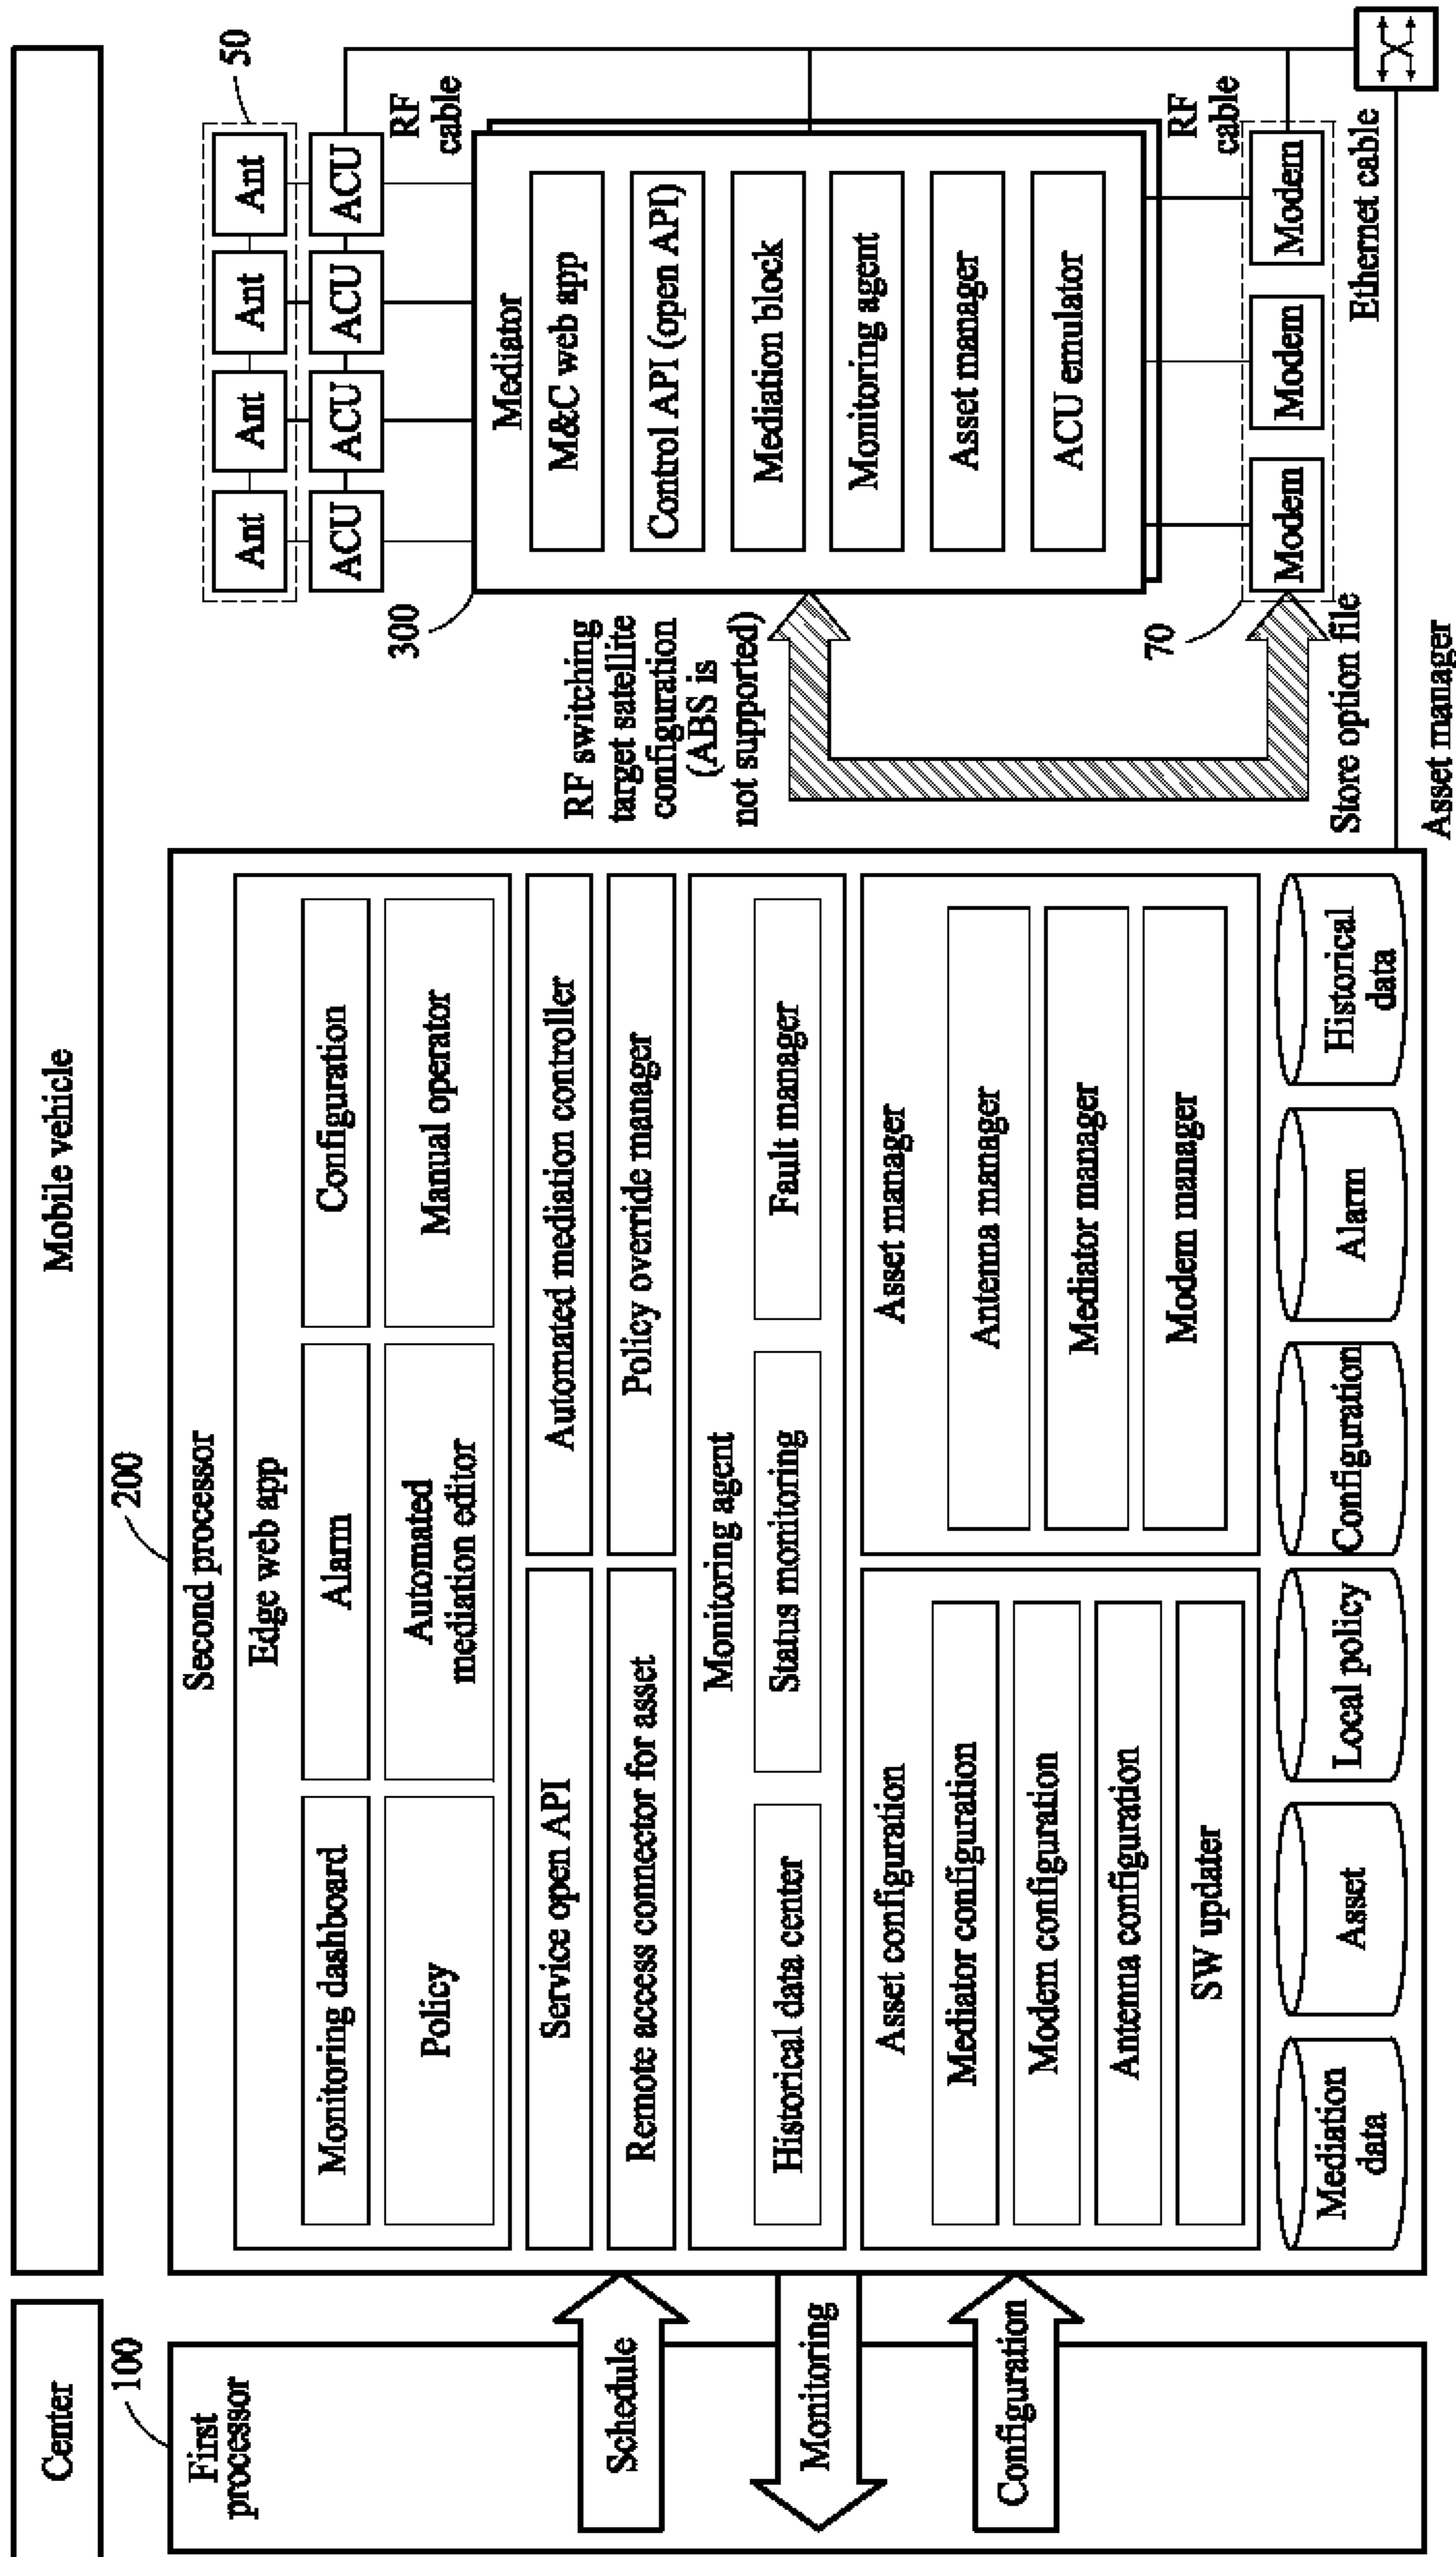 Center
Mobile vehicle
100
First
processor
Schedule
Monitoring
Configuration
200
Second processor
Edge web app
Monitoring dashboard
Alarm
Configuration
Policy
Automated
mediation editor
Manual operator
Service open API
Automated mediation controller
Remote access connector for asset
Policy override manager
Monitoring agent
Historical data center
Status monitoring
Fault manager
Asset configuration
Mediator configuration
Modem configuration
Antenna configuration
SW updater
Asset manager
Antenna manager
Mediator manager
Modem manager
Mediation
data
Asset
Local policy
Configuration
Alarm
Historical
data
50
Ant
Ant
Ant
Ant
ACU
ACU
ACU
ACU
RF
cable
300
Mediator
M&C web app
Control API (open API)
Mediation block
Monitoring agent
Asset manager
ACU emulator
RF switching
target satellite
configuration
(ABS is
not supported)
RF
cable
70
Modem
Modem
Modem
Store option file
Ethernet cable
Asset manager